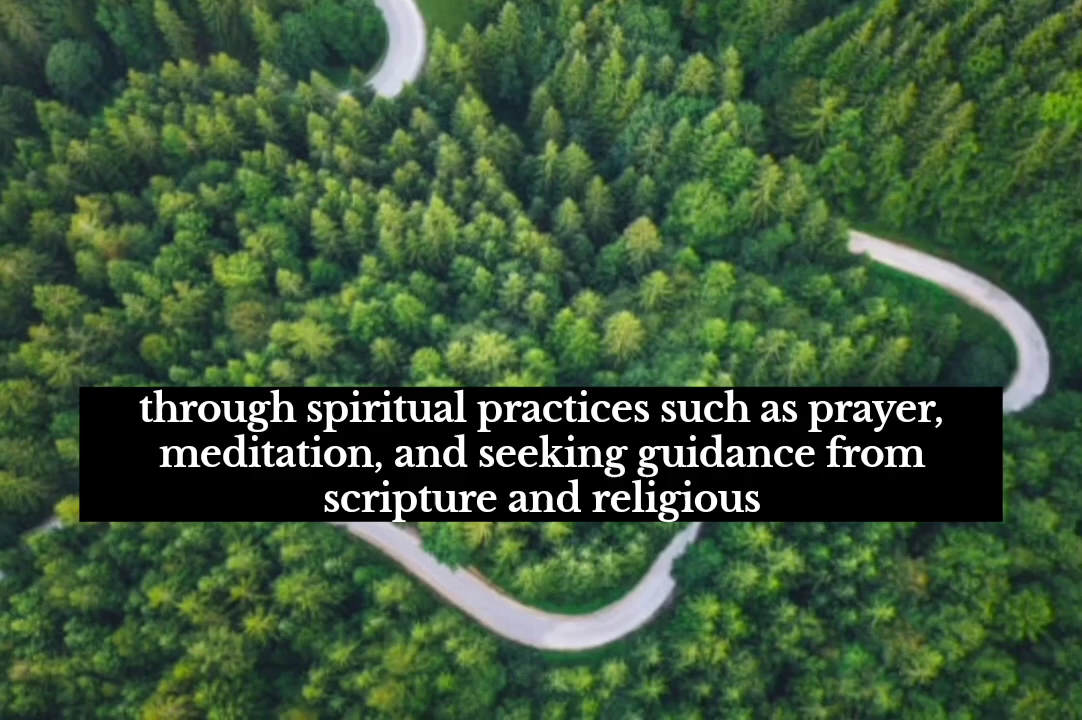 through spiritual practices such as prayer,
meditation, and seeking guidance from
scripture and religious